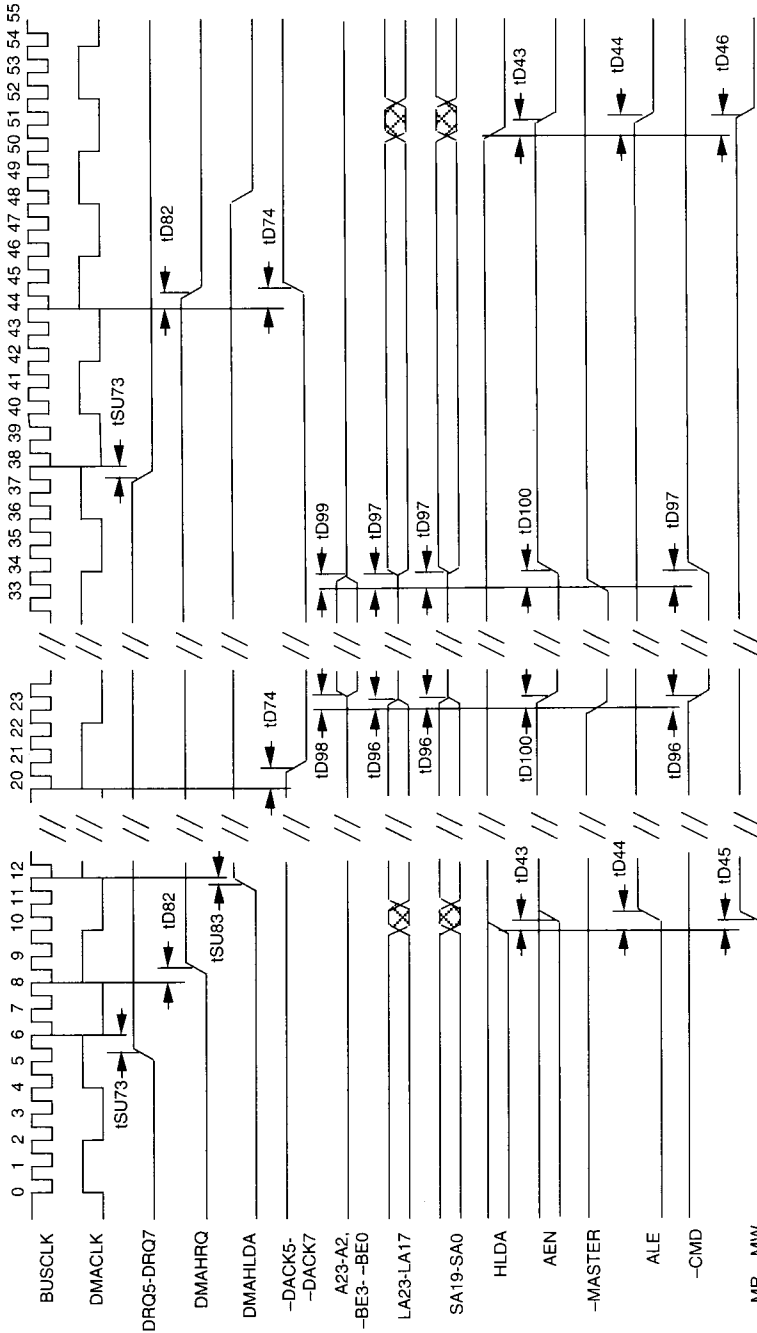 0 1 2 3 4 5 6 7 8 9 10 11 12 20 21 22 23 33 34 35 36 37 38 39 40 41 42 43 44 45 46 47 48 49 50 51 52 53 54 55
BUSCLK
DMACLK
tSU73 tSU73
DRQ5-DRQ7
tD82 tD82
DMAHRQ
tSU83
DMAHLDA
tD74 tD74
–DACK5-
–DACK7
tD98 tD99
A23-A2,
–BE3- –BE0
tD96 tD97
LA23-LA17
tD96 tD97
SA19-SA0
HLDA
tD43 tD100 tD100 tD43
AEN
–MASTER
tD44 tD44
ALE
tD96 tD97
–CMD
tD45 tD46